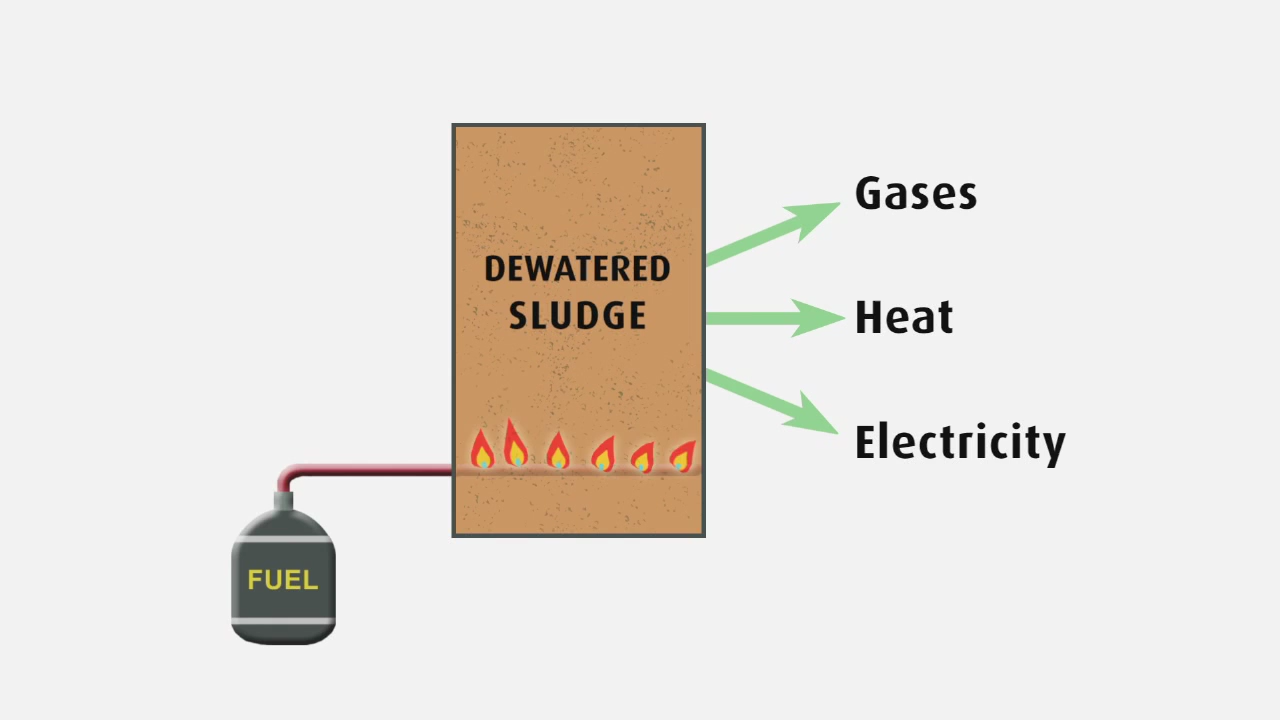 DEWATERED
SLUDGE
Gases
Heat
Electricity
FUEL